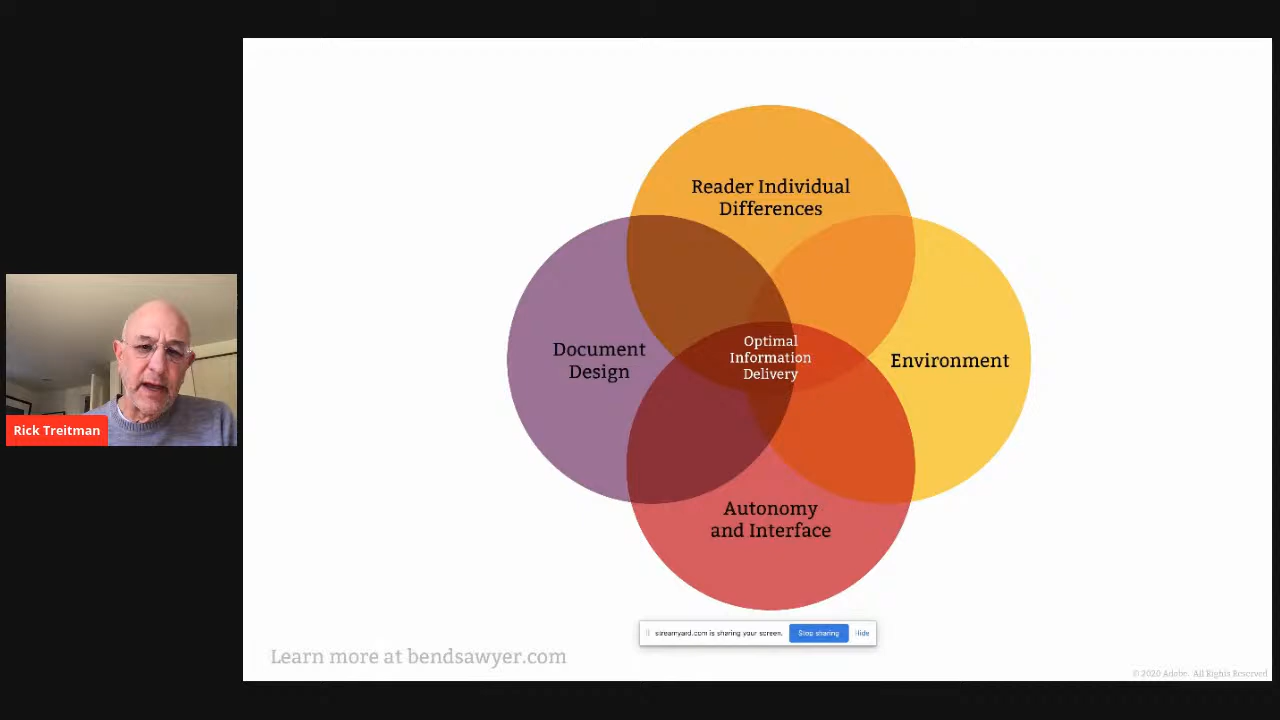 Reader Individual
Differences
Document
Design
Optimal
Information
Delivery
Environment
Autonomy
and Interface
Rick Treitman
streamyard.com is sharing your screen.
Stop sharing
Hide
Learn more at bendsawyer.com
© 2020 Adobe. All Rights Reserved